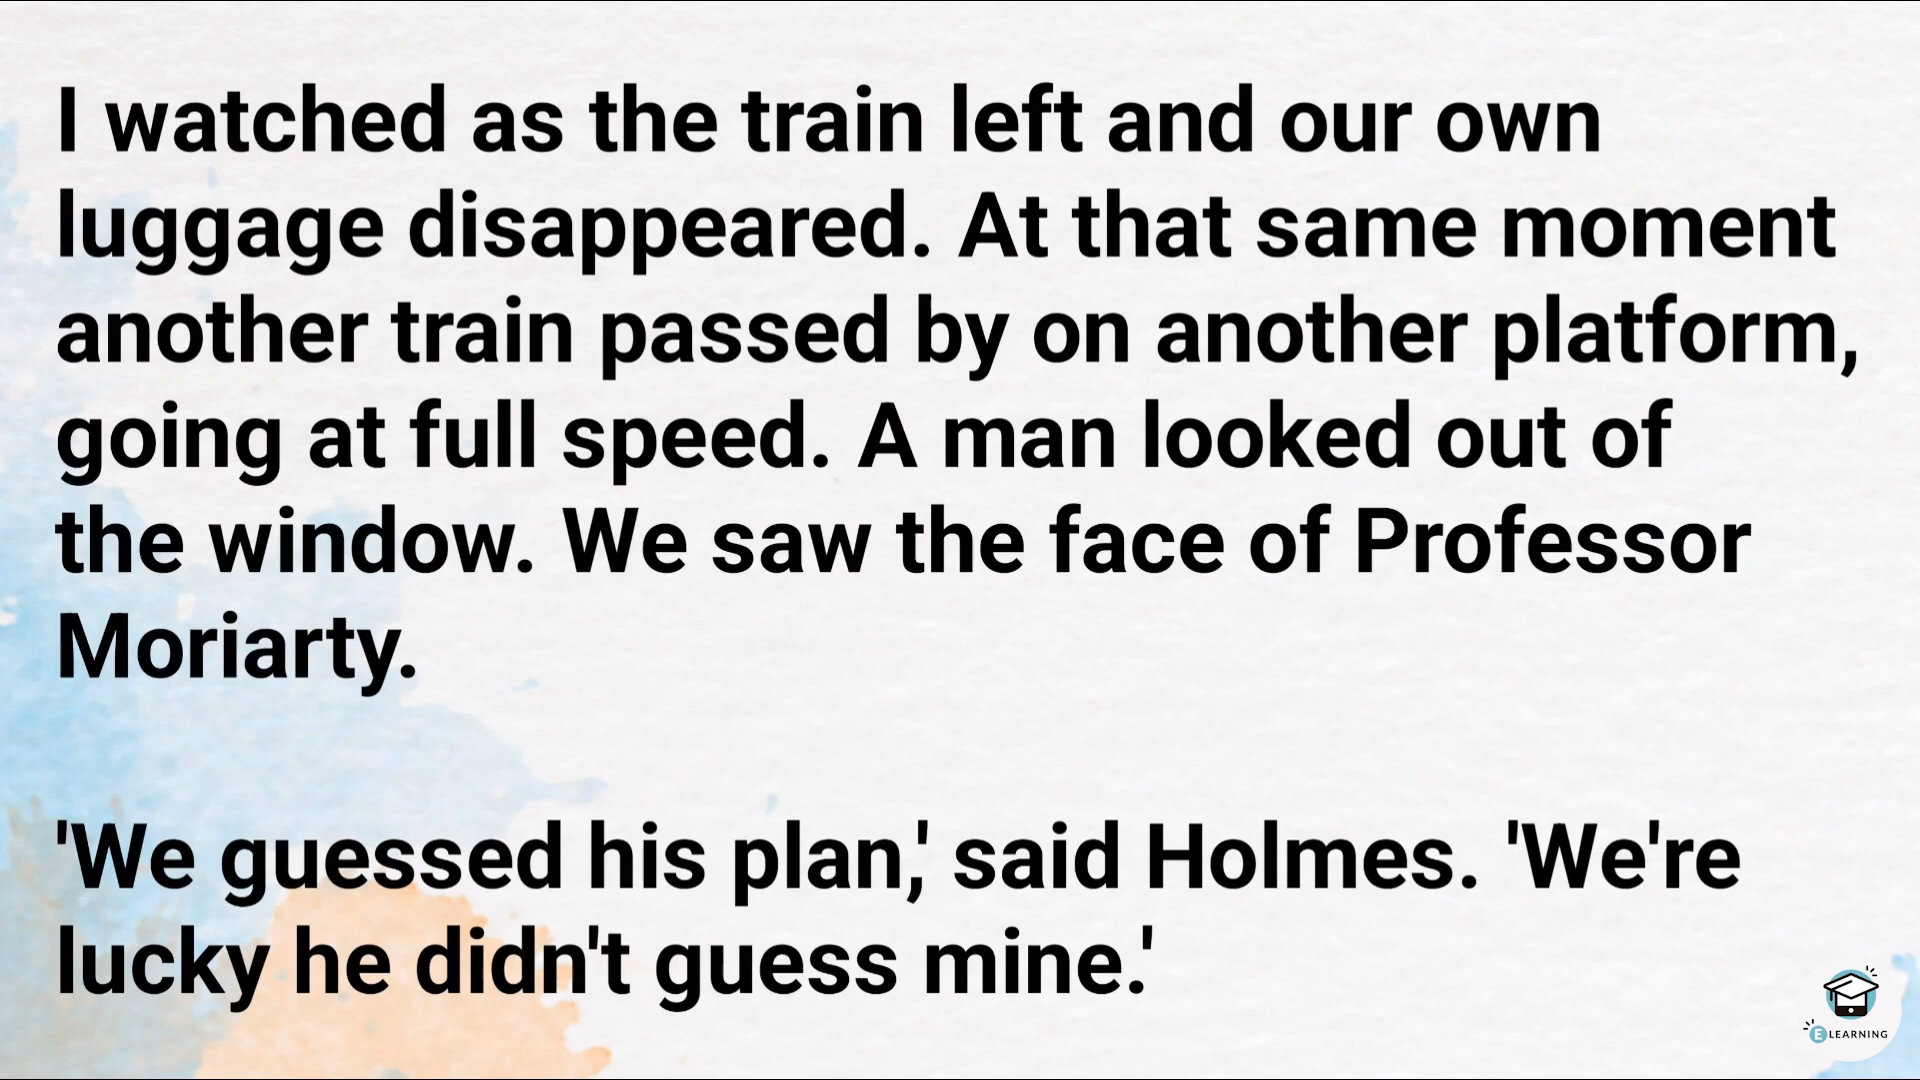 I watched as the train left and our own
luggage disappeared. At that same moment
another train passed by on another platform,
going at full speed. A man looked out of
the window. We saw the face of Professor
Moriarty.
'We guessed his plan,' said Holmes. 'We're
lucky he didn't guess mine.'
E LEARNING